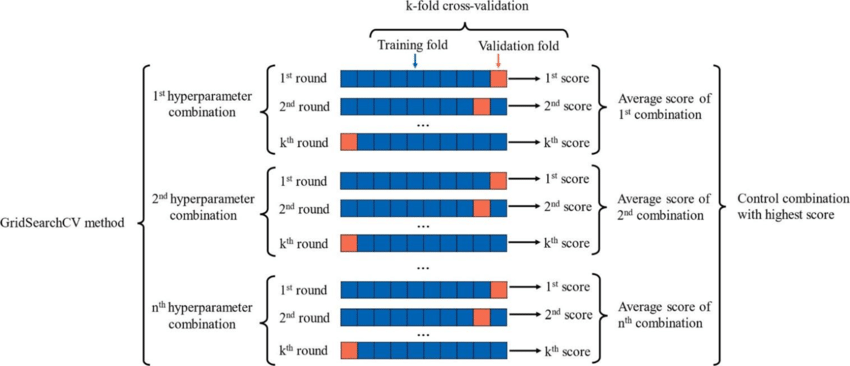 k-fold cross-validation
Training fold
Validation fold
GridSearchCV method
1st hyperparameter
combination
1st round
1st score
2nd round
2nd score
...
kth round
kth score
Average score of
1st combination
2nd hyperparameter
combination
1st round
1st score
2nd round
2nd score
...
kth round
kth score
Average score of
2nd combination
...
nth hyperparameter
combination
1st round
1st score
2nd round
2nd score
...
kth round
kth score
Average score of
nth combination
Control combination
with highest score